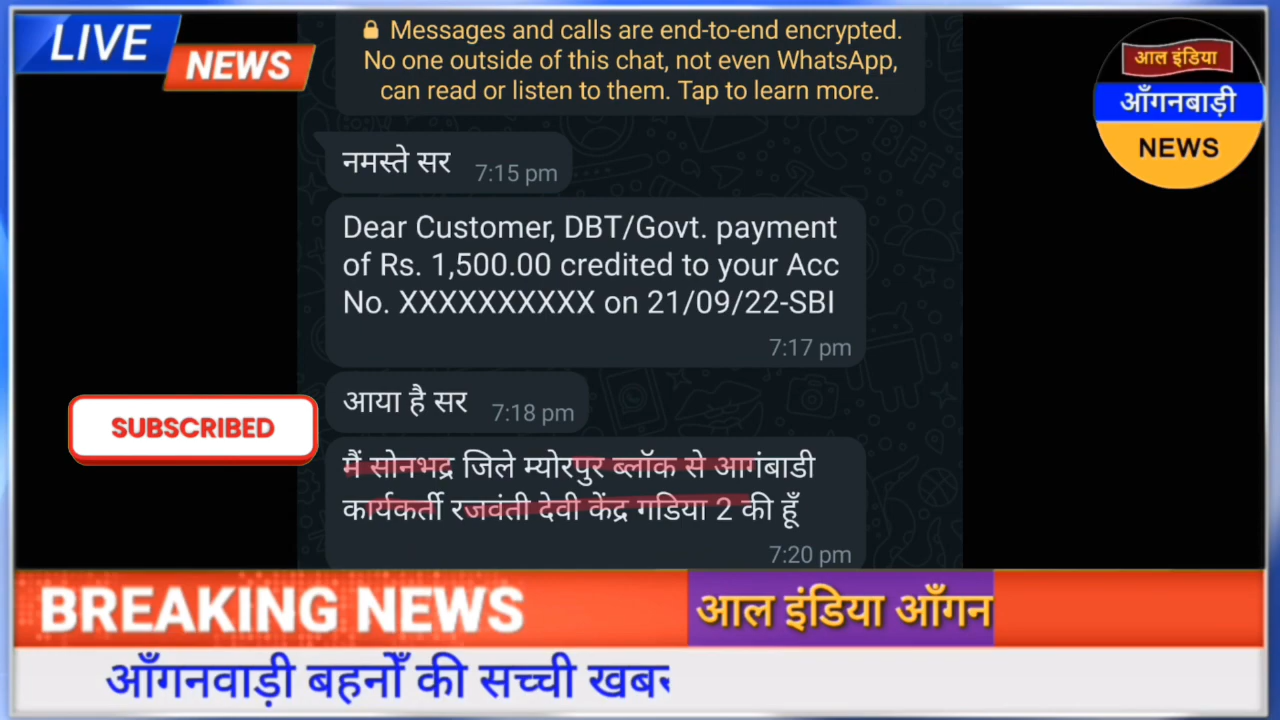 LIVE
NEWS
आल इंडिया
आँगनबाड़ी
NEWS
Messages and calls are end-to-end encrypted.
No one outside of this chat, not even WhatsApp,
can read or listen to them. Tap to learn more.
नमस्ते सर 7:15 pm
Dear Customer, DBT/Govt. payment
of Rs. 1,500.00 credited to your Acc
No. XXXXXXXXXX on 21/09/22-SBI
7:17 pm
आया है सर 7:18 pm
SUBSCRIBED
मैं सोनभद्र जिले म्योरपुर ब्लॉक से आगंबाडी
कार्यकर्ती रजवंती देवी केंद्र गडिया 2 की हूँ
7:20 pm
BREAKING NEWS
आल इंडिया आँगन
आँगनवाड़ी बहनोँ की सच्ची